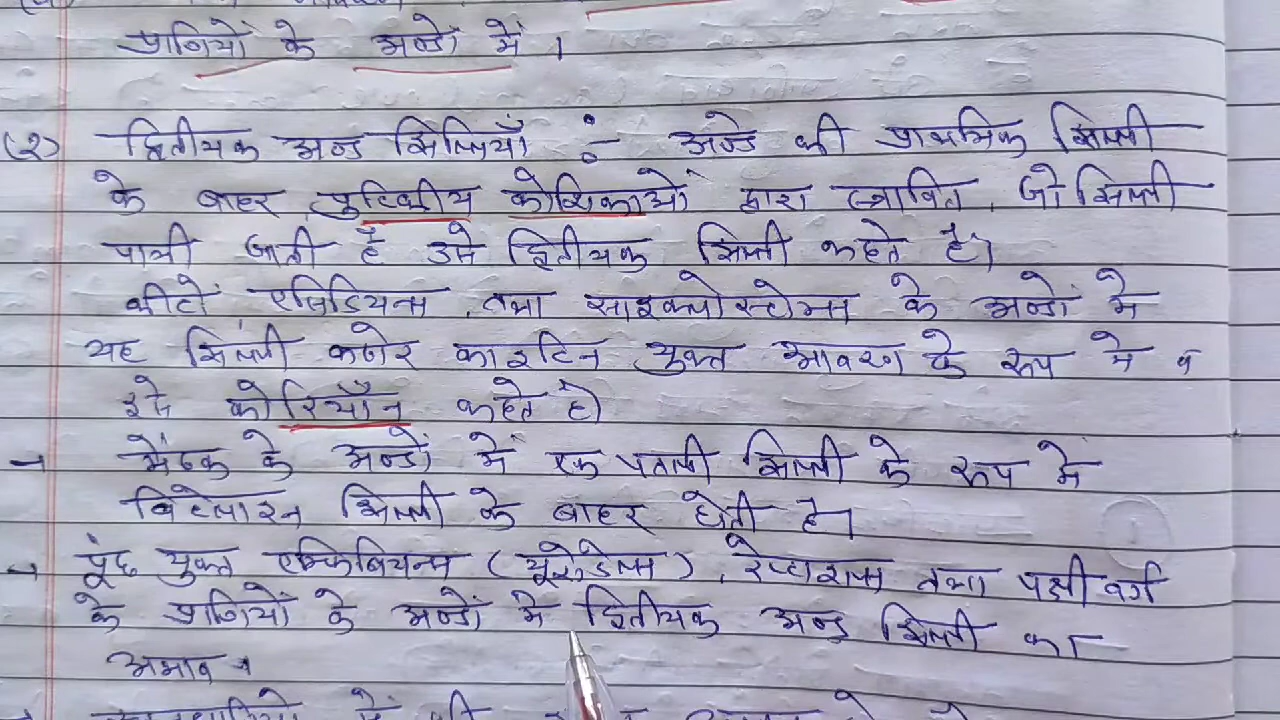 प्राणियों के अण्डों में ।
(2) द्वितीयक अण्ड झिल्लियाँ :- अण्डे की प्राथमिक झिल्ली
के बाहर पुटिकीय कोशिकाओं द्वारा स्त्रावित जो झिल्ली
पायी जाती है उसे द्वितीयक झिल्ली कहते है।
कीटों, एसिडियन्स, तथा साइक्लोस्टोम्स के अण्डों मे
यह झिल्ली कठोर काइटिन युक्त आवरण के रूप मे व
इसे कोरियाँन कहते है।
→ मेंढक के अण्डों में एक पतली झिल्ली के रूप मे
विटेलाइन झिल्ली के बाहर होती है।
→ पूंछ युक्त एम्फिबियन्स (यूरोडेल्स), रेप्टाइल्स तथा पक्षी वर्ग
के प्राणियों के अण्डों मे द्वितीयक अण्ड झिल्ली का
अभाव